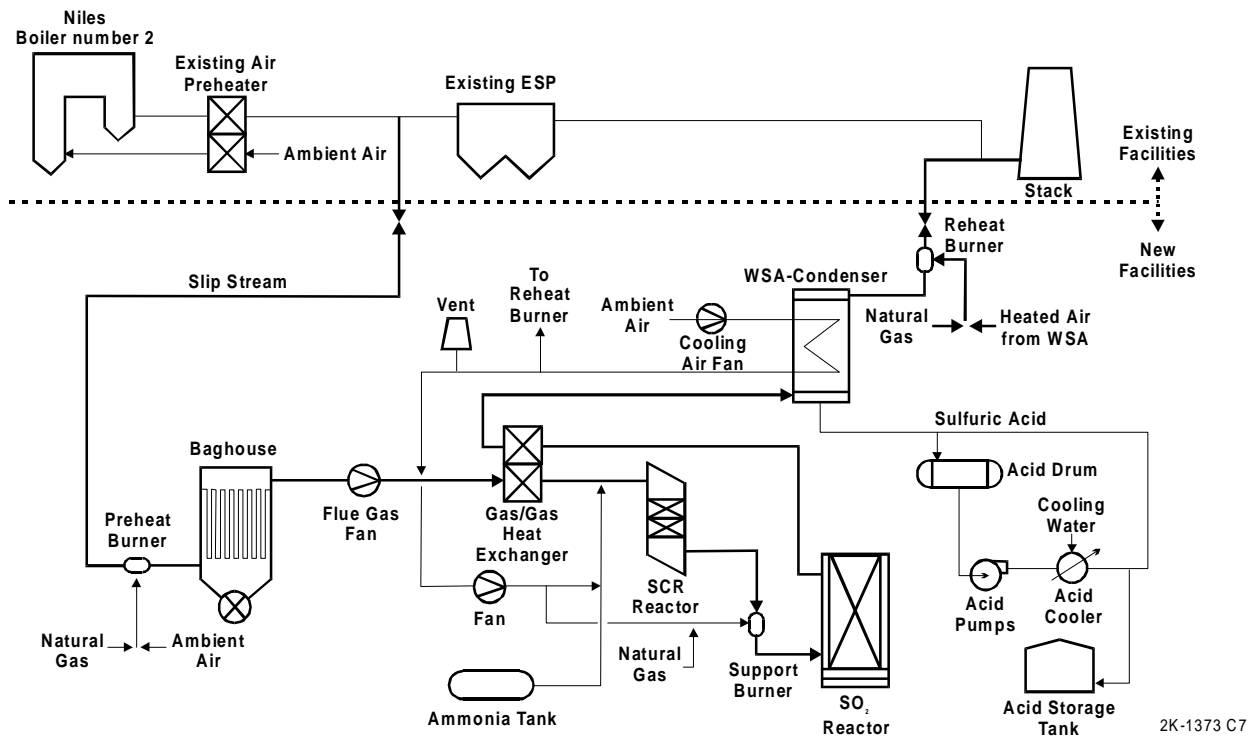 Niles
Boiler number 2
Existing Air
Preheater
Existing ESP
Ambient Air
Existing
Facilities
Stack
New
Facilities
Reheat
Burner
Slip Stream
To
Reheat
Burner
WSA-Condenser
Vent
Ambient
Air
Natural
Gas
Heated Air
from WSA
Cooling
Air Fan
Sulfuric Acid
Baghouse
Acid Drum
Flue Gas
Fan
Gas/Gas
Heat
Exchanger
Cooling
Water
Preheat
Burner
SCR
Reactor
Acid
Pumps
Acid
Cooler
Fan
Natural
Gas
Ambient
Air
Natural
Gas
Support
Burner
Ammonia Tank
SO2
Reactor
Acid Storage
Tank
2K-1373 C7